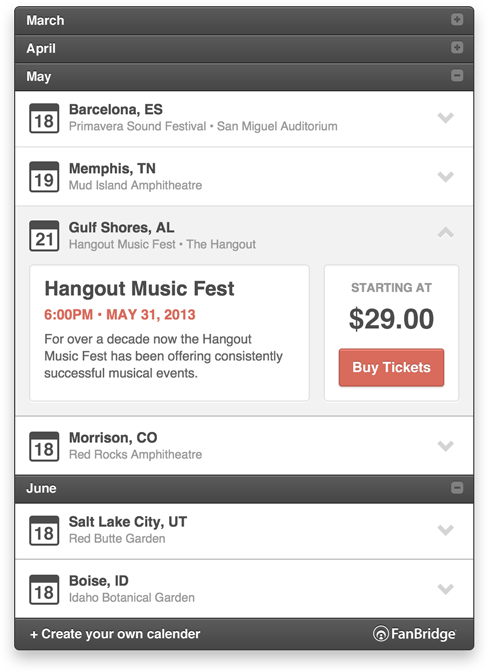 March
April
May
18
Barcelona, ES
Primavera Sound Festival • San Miguel Auditorium
19
Memphis, TN
Mud Island Amphitheatre
21
Gulf Shores, AL
Hangout Music Fest • The Hangout
Hangout Music Fest
6:00PM • MAY 31, 2013
For over a decade now the Hangout
Music Fest has been offering consistently
successful musical events.
STARTING AT
$29.00
Buy Tickets
18
Morrison, CO
Red Rocks Amphitheatre
June
18
Salt Lake City, UT
Red Butte Garden
18
Boise, ID
Idaho Botanical Garden
+ Create your own calender
FanBridge